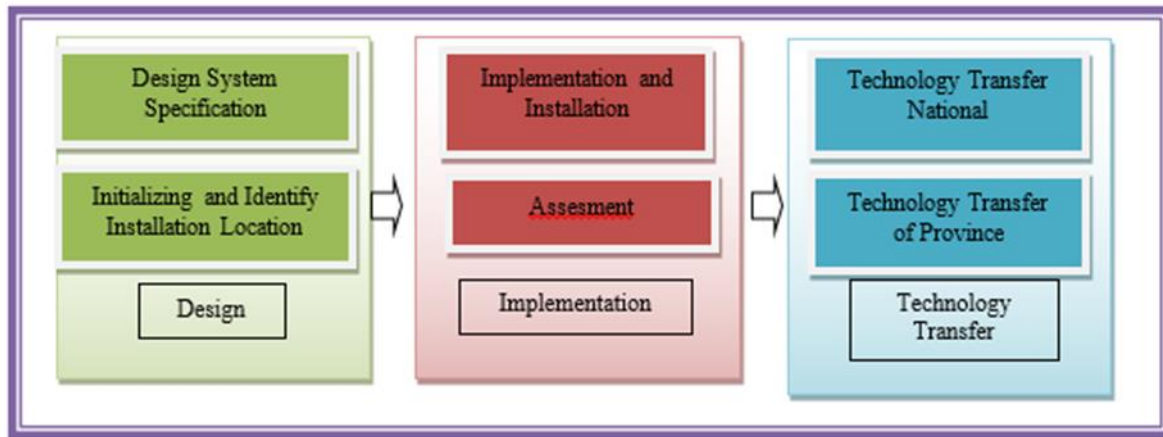 Design System
Specification
Initializing and Identify
Installation Location
Design
Implementation and
Installation
Assesment
Implementation
Technology Transfer
National
Technology Transfer
of Province
Technology
Transfer